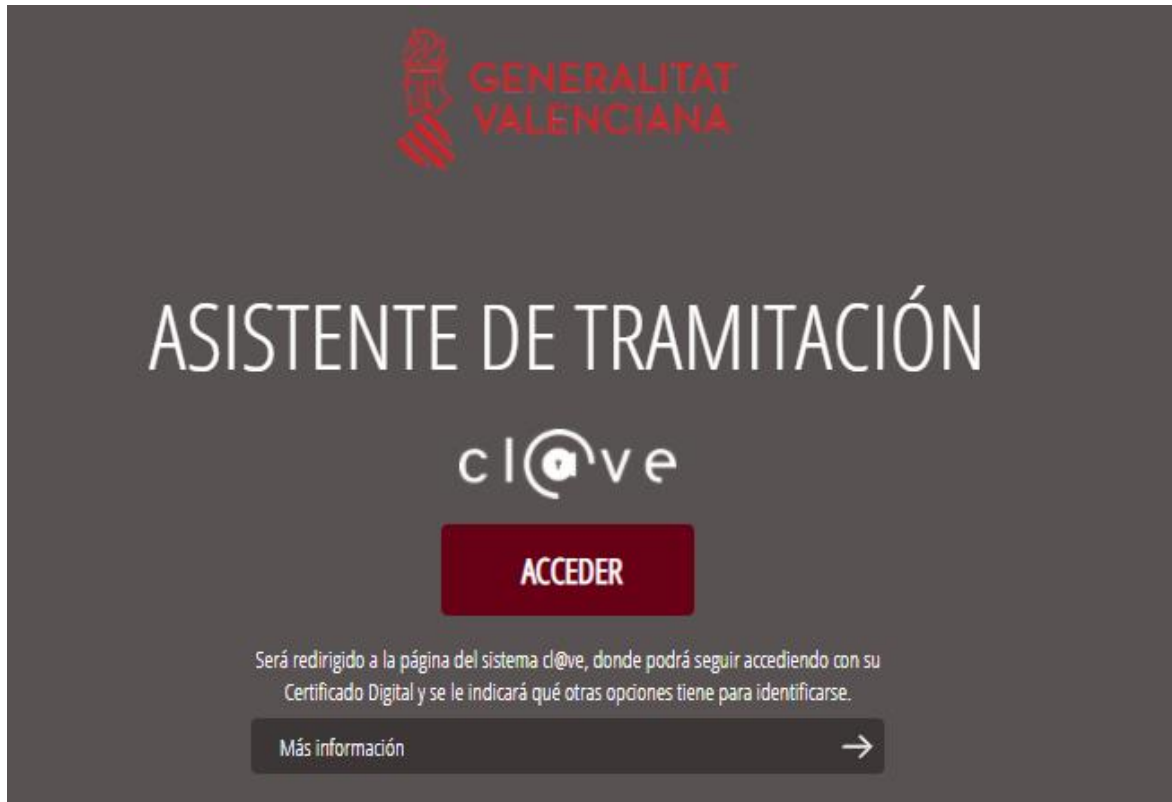 GENERALITAT
VALENCIANA
ASISTENTE DE TRAMITACIÓN
cl@ve
ACCEDER
Será redirigido a la página del sistema cl@ve, donde podrá seguir accediendo con su
Certificado Digital y se le indicará qué otras opciones tiene para identificarse.
Más información